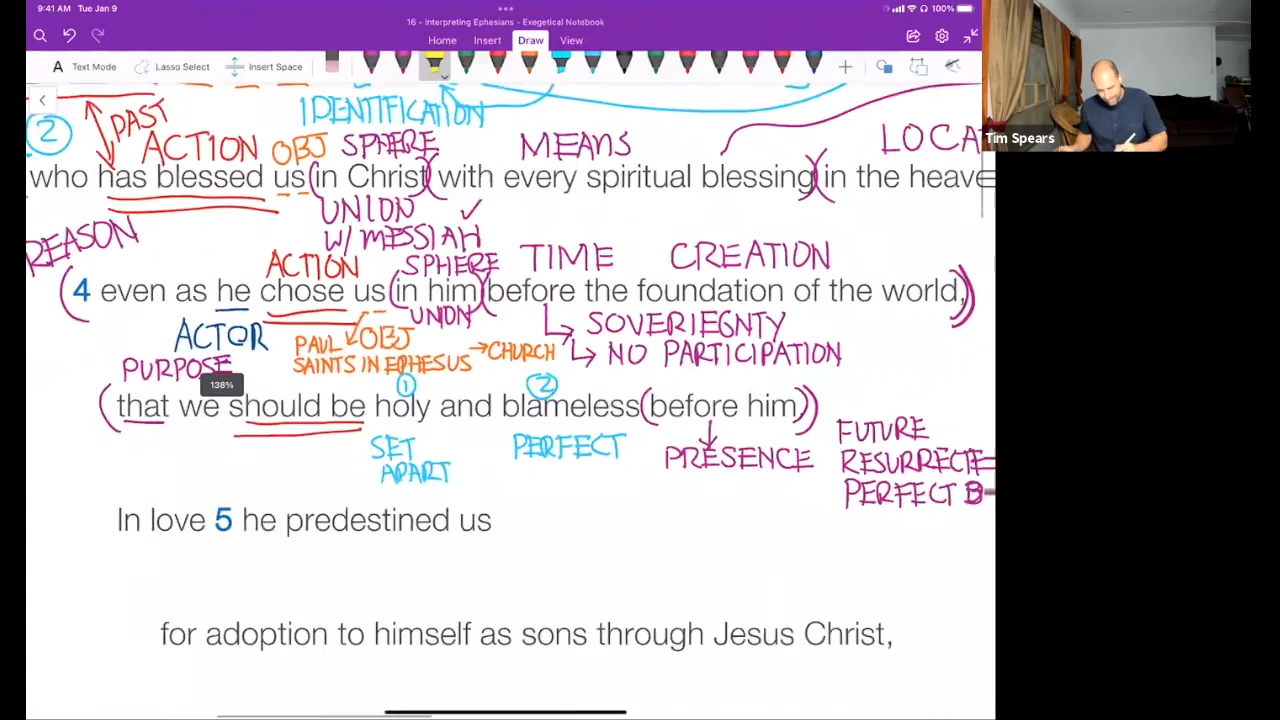 9:41 AM Tue Jan 9
100%
16 - Interpreting Ephesians - Exegetical Notebook
Home Insert Draw View
Text Mode Lasso Select Insert Space
Tim Spears
2 PAST ACTION OBJ IDENTIFICATION SPHERE MEANS LOCA
who has blessed us (in Christ) (with every spiritual blessing) (in the heave
REASON UNION
W/ MESSIAH
ACTION SPHERE TIME CREATION
(4 even as he chose us (in him) (before the foundation of the world,))
ACTOR OBJ UNION SOVERIEGNTY
PAUL
SAINTS IN EPHESUS → CHURCH NO PARTICIPATION
PURPOSE
138%
1 2
(that we should be holy and blameless (before him,))
SET
APART
PERFECT
PRESENCE
FUTURE
RESURRECTE
PERFECT B
In love 5 he predestined us
for adoption to himself as sons through Jesus Christ,